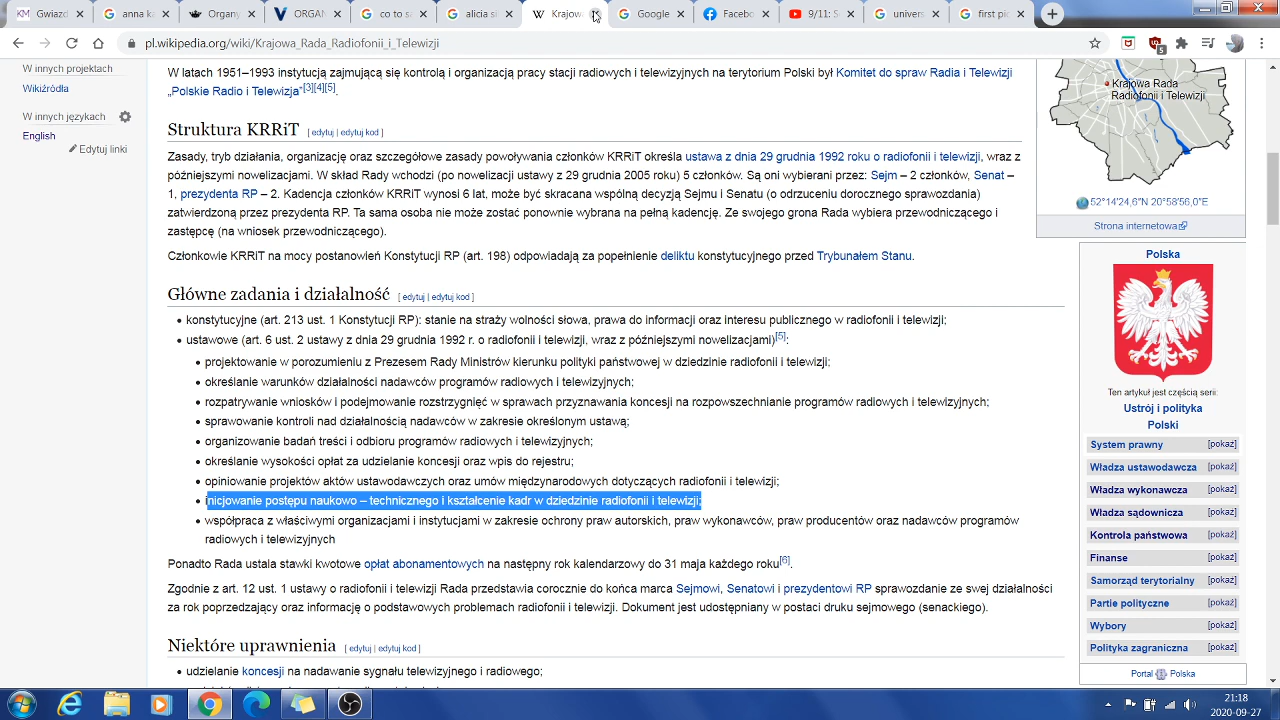 Gwiazd
anna ka
Organy
ORGAN
co to sa
alicia s
Krajow
Google
Facebo
9/11: S
univers
first pic
pl.wikipedia.org/wiki/Krajowa_Rada_Radiofonii_i_Telewizji
5
W innych projektach
Wikiźródła
W innych językach
English
Edytuj linki
W latach 1951–1993 instytucją zajmującą się kontrolą i organizacją pracy stacji radiowych i telewizyjnych na terytorium Polski był Komitet do spraw Radia i Telewizji
„Polskie Radio i Telewizja”[3][4][5].
Struktura KRRiT [ edytuj | edytuj kod ]
Zasady, tryb działania, organizację oraz szczegółowe zasady powoływania członków KRRiT określa ustawa z dnia 29 grudnia 1992 roku o radiofonii i telewizji, wraz z
późniejszymi nowelizacjami. W skład Rady wchodzi (po nowelizacji ustawy z 29 grudnia 2005 roku) 5 członków. Są oni wybierani przez: Sejm – 2 członków, Senat –
1, prezydenta RP – 2. Kadencja członków KRRiT wynosi 6 lat, może być skracana wspólną decyzją Sejmu i Senatu (o odrzuceniu dorocznego sprawozdania)
zatwierdzoną przez prezydenta RP. Ta sama osoba nie może zostać ponownie wybrana na pełną kadencję. Ze swojego grona Rada wybiera przewodniczącego i
zastępcę (na wniosek przewodniczącego).
Członkowie KRRiT na mocy postanowień Konstytucji RP (art. 198) odpowiadają za popełnienie deliktu konstytucyjnego przed Trybunałem Stanu.
Główne zadania i działalność [ edytuj | edytuj kod ]
• konstytucyjne (art. 213 ust. 1 Konstytucji RP): stanie na straży wolności słowa, prawa do informacji oraz interesu publicznego w radiofonii i telewizji;
• ustawowe (art. 6 ust. 2 ustawy z dnia 29 grudnia 1992 r. o radiofonii i telewizji, wraz z późniejszymi nowelizacjami)[5]:
• projektowanie w porozumieniu z Prezesem Rady Ministrów kierunku polityki państwowej w dziedzinie radiofonii i telewizji;
• określanie warunków działalności nadawców programów radiowych i telewizyjnych;
• rozpatrywanie wniosków i podejmowanie rozstrzygnięć w sprawach przyznawania koncesji na rozpowszechnianie programów radiowych i telewizyjnych;
• sprawowanie kontroli nad działalnością nadawców w zakresie określonym ustawą;
• organizowanie badań treści i odbioru programów radiowych i telewizyjnych;
• określanie wysokości opłat za udzielanie koncesji oraz wpis do rejestru;
• opiniowanie projektów aktów ustawodawczych oraz umów międzynarodowych dotyczących radiofonii i telewizji;
• inicjowanie postępu naukowo – technicznego i kształcenie kadr w dziedzinie radiofonii i telewizji;
• współpraca z właściwymi organizacjami i instytucjami w zakresie ochrony praw autorskich, praw wykonawców, praw producentów oraz nadawców programów
radiowych i telewizyjnych
Ponadto Rada ustala stawki kwotowe opłat abonamentowych na następny rok kalendarzowy do 31 maja każdego roku[6].
Zgodnie z art. 12 ust. 1 ustawy o radiofonii i telewizji Rada przedstawia corocznie do końca marca Sejmowi, Senatowi i prezydentowi RP sprawozdanie ze swej działalności
za rok poprzedzający oraz informację o podstawowych problemach radiofonii i telewizji. Dokument jest udostępniany w postaci druku sejmowego (senackiego).
Niektóre uprawnienia [ edytuj | edytuj kod ]
• udzielanie koncesji na nadawanie sygnału telewizyjnego i radiowego;
Krajowa Rada
Radiofonii i Telewizji
52°14′24,6″N 20°58′56,0″E
Strona internetowa
Polska
Ten artykuł jest częścią serii:
Ustrój i polityka
Polski
System prawny [pokaż]
Władza ustawodawcza [pokaż]
Władza wykonawcza [pokaż]
Władza sądownicza [pokaż]
Kontrola państwowa [pokaż]
Finanse [pokaż]
Samorząd terytorialny [pokaż]
Partie polityczne [pokaż]
Wybory [pokaż]
Polityka zagraniczna [pokaż]
Portal Polska
21:18
2020-09-27